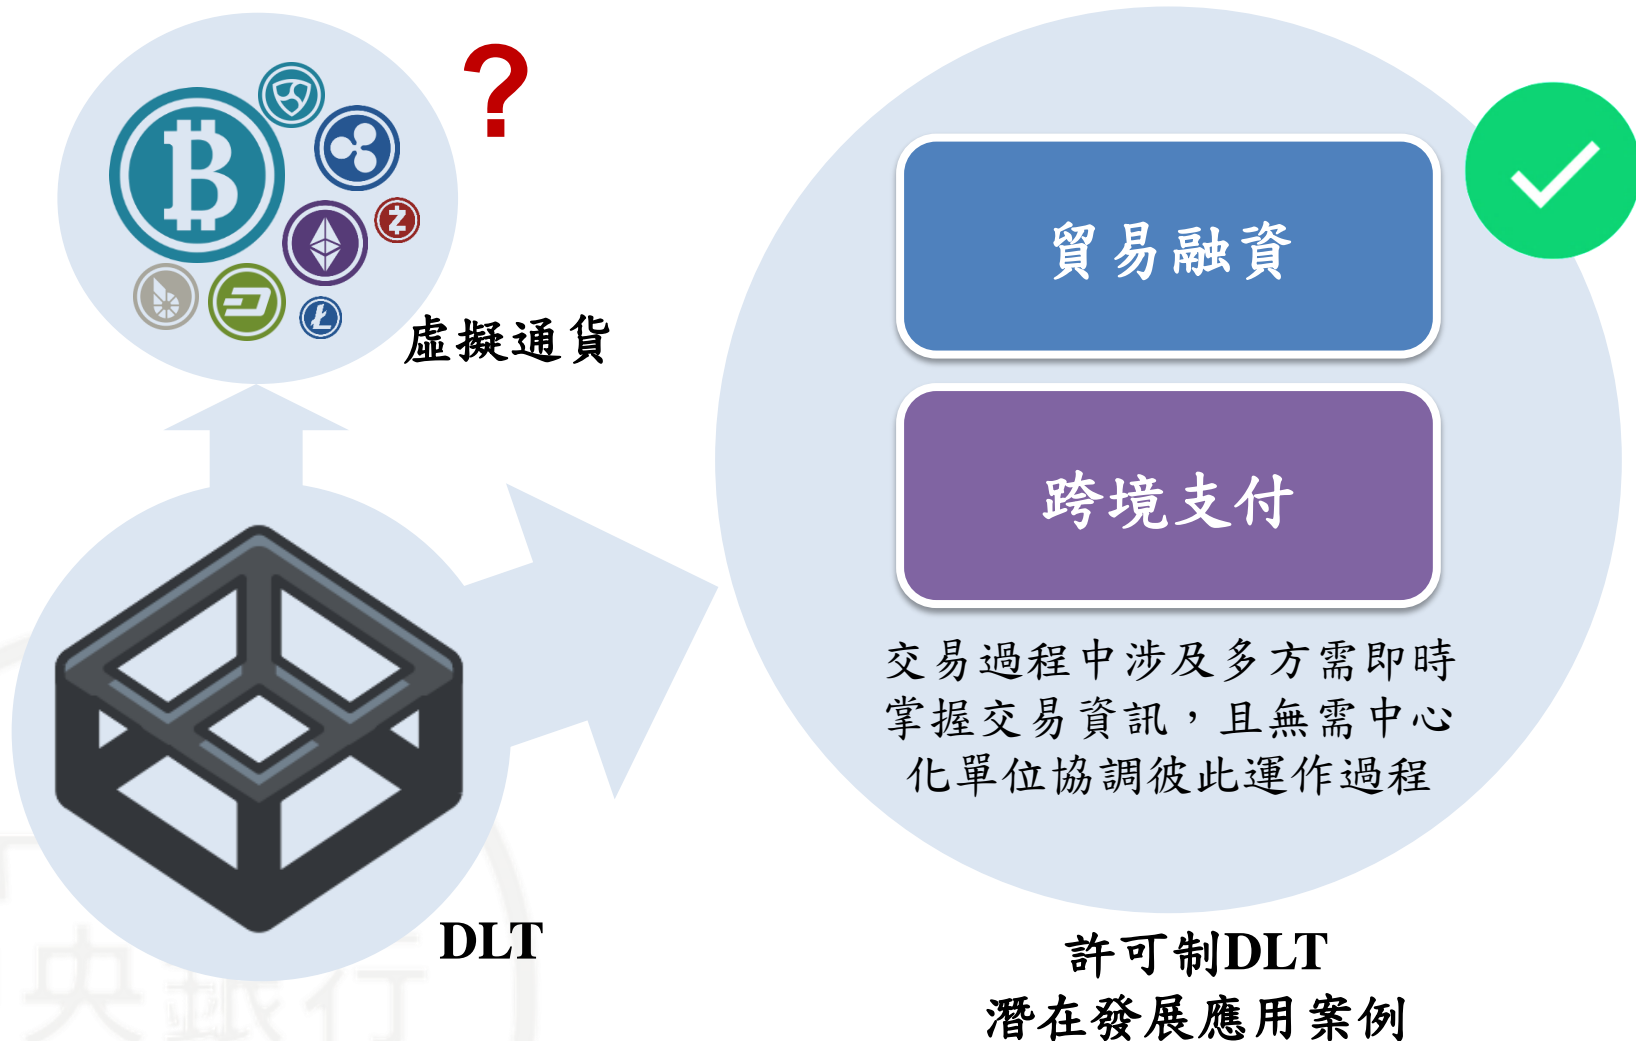 ?
虛擬通貨
DLT
貿易融資
跨境支付
交易過程中涉及多方需即時
掌握交易資訊，且無需中心
化單位協調彼此運作過程
許可制DLT
潛在發展應用案例
央銀行